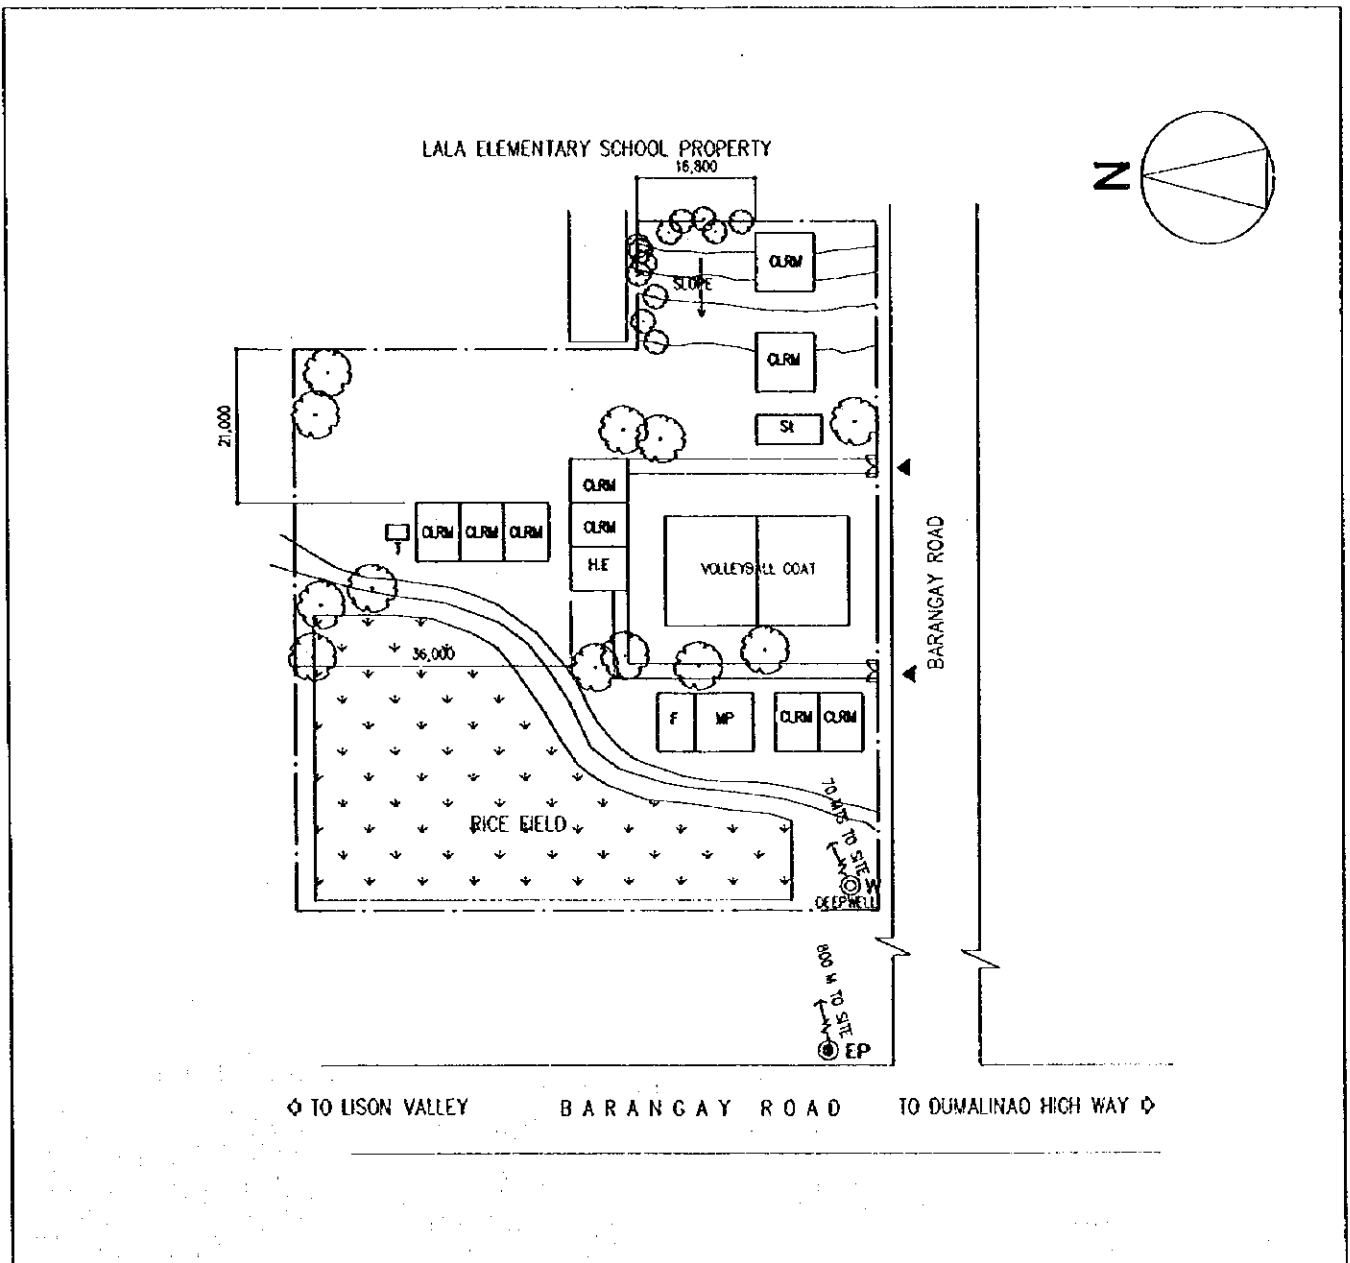 LALA ELEMENTARY SCHOOL PROPERTY
16,800
N
CLRM
SLOPE
CLRM
21,000
St
CLRM
CLRM CLRM CLRM
CLRM
T
H.E
VOLLEYBALL COAT
BARANGAY ROAD
36,000
F MP CLRM CLRM
70 MTS TO SITE
RICE FIELD
W
DEEPWELL
800 M TO SITE
EP
TO LISON VALLEY BARANGAY ROAD TO DUMALINAO HIGH WAY